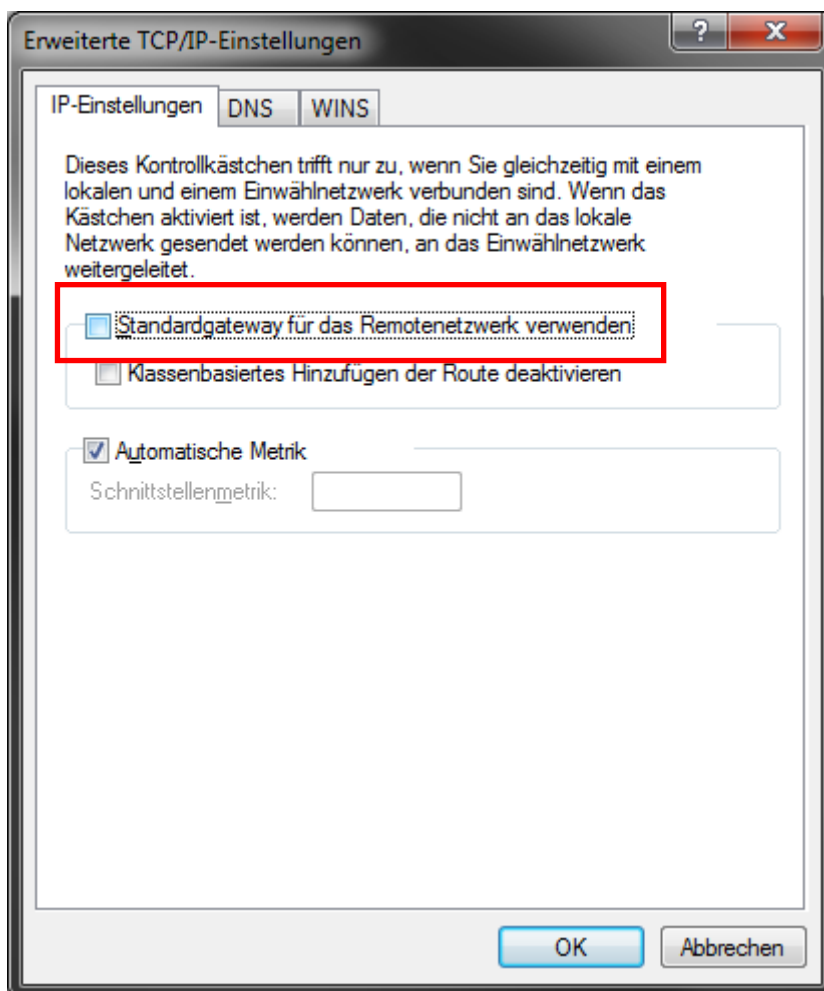 Erweiterte TCP/IP-Einstellungen
IP-Einstellungen DNS WINS
Dieses Kontrollkästchen trifft nur zu, wenn Sie gleichzeitig mit einem
lokalen und einem Einwählnetzwerk verbunden sind. Wenn das
Kästchen aktiviert ist, werden Daten, die nicht an das lokale
Netzwerk gesendet werden können, an das Einwählnetzwerk
weitergeleitet.
Standardgateway für das Remotenetzwerk verwenden
Klassenbasiertes Hinzufügen der Route deaktivieren
Automatische Metrik
Schnittstellenmetrik:
OK Abbrechen